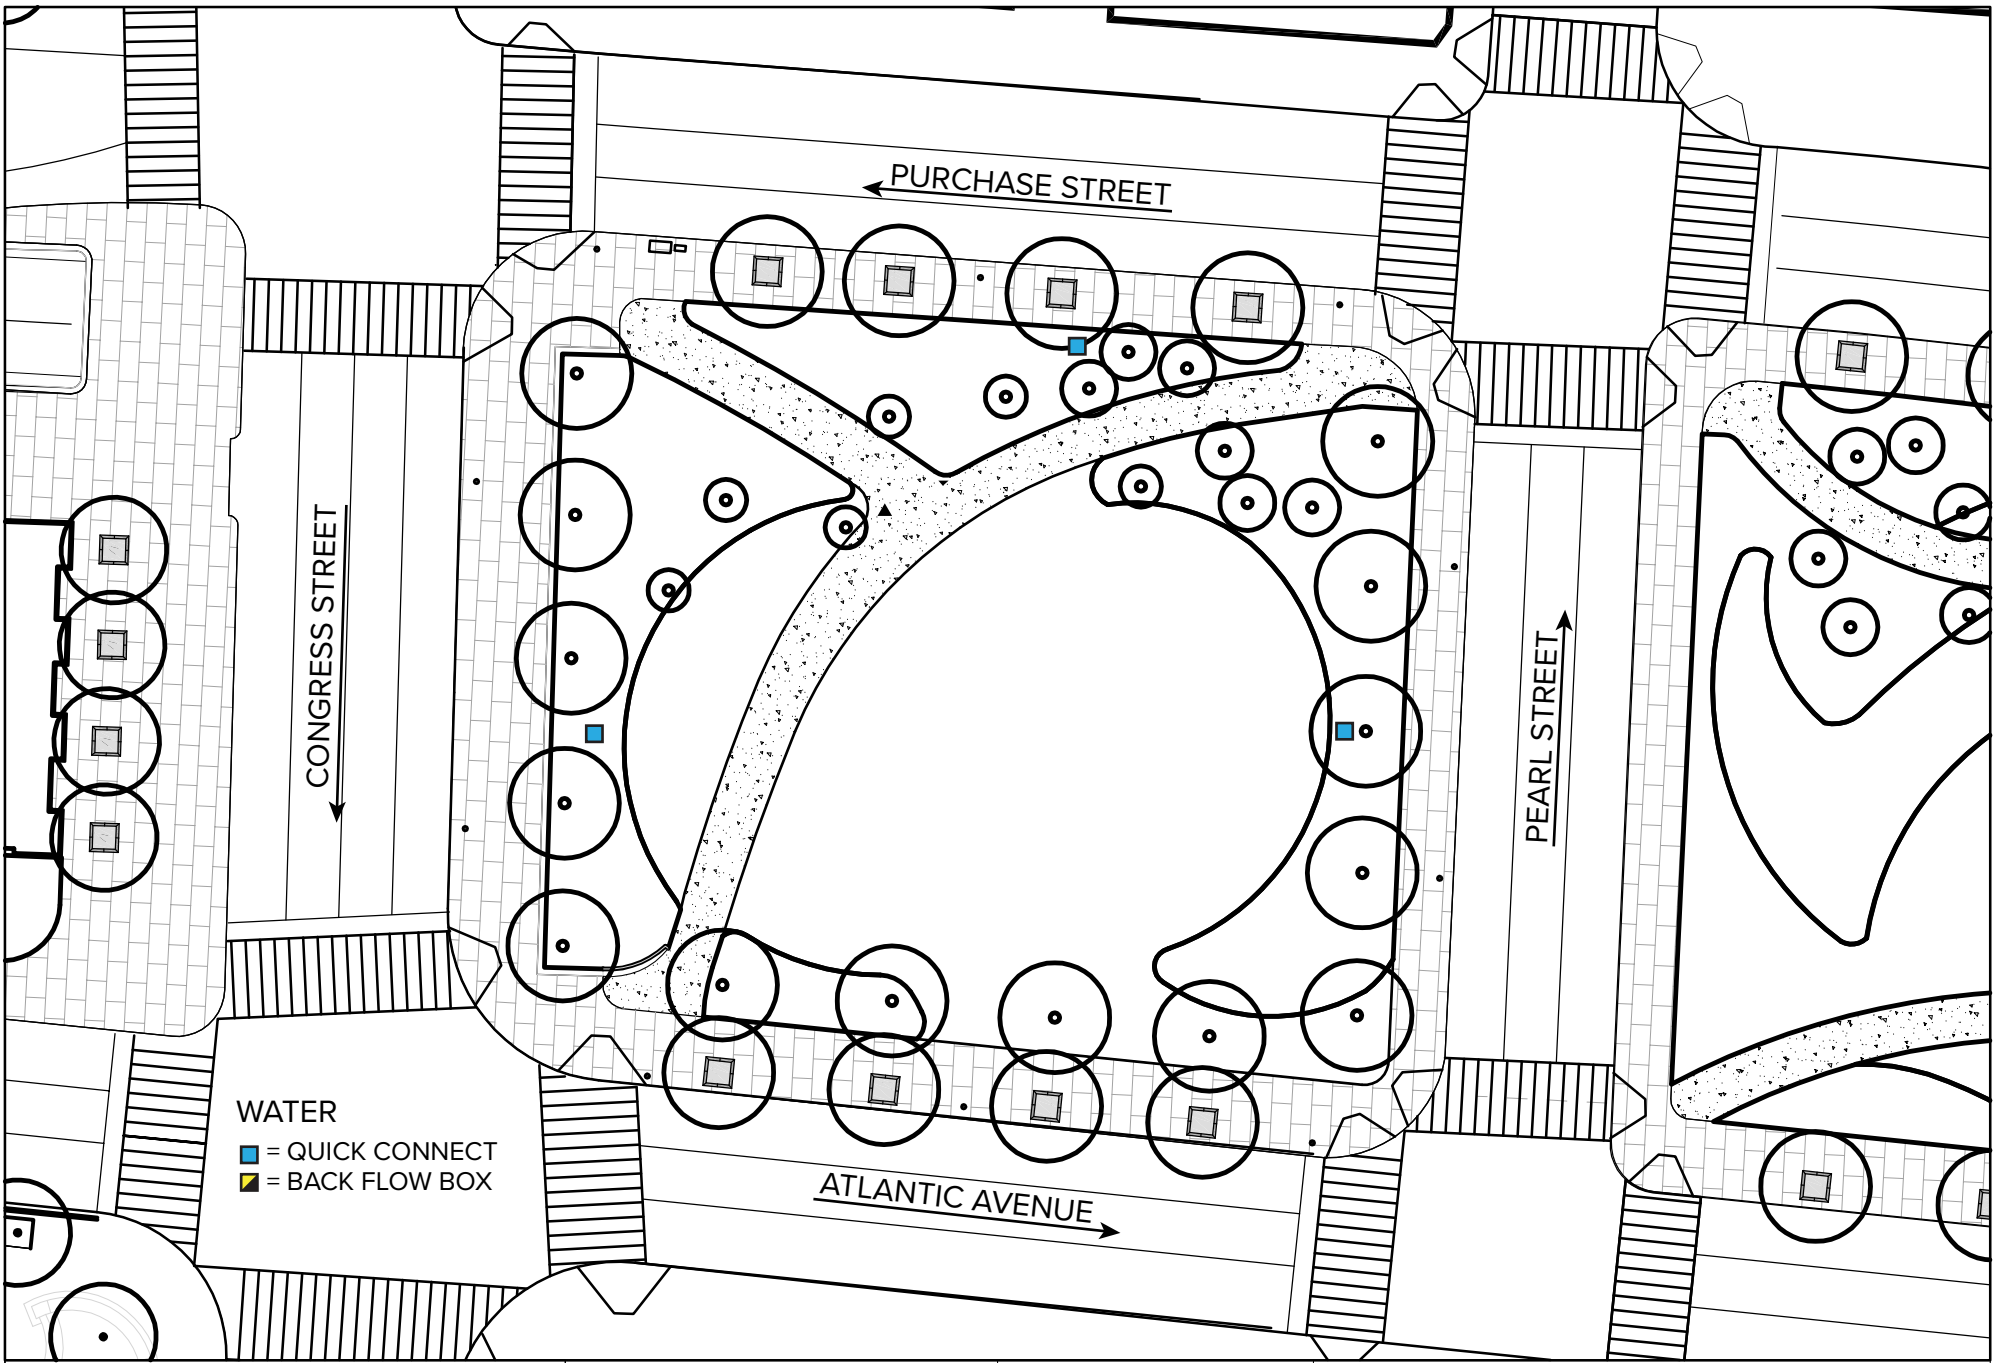 PURCHASE STREET
CONGRESS STREET
PEARL STREET
WATER
= QUICK CONNECT
= BACK FLOW BOX
ATLANTIC AVENUE